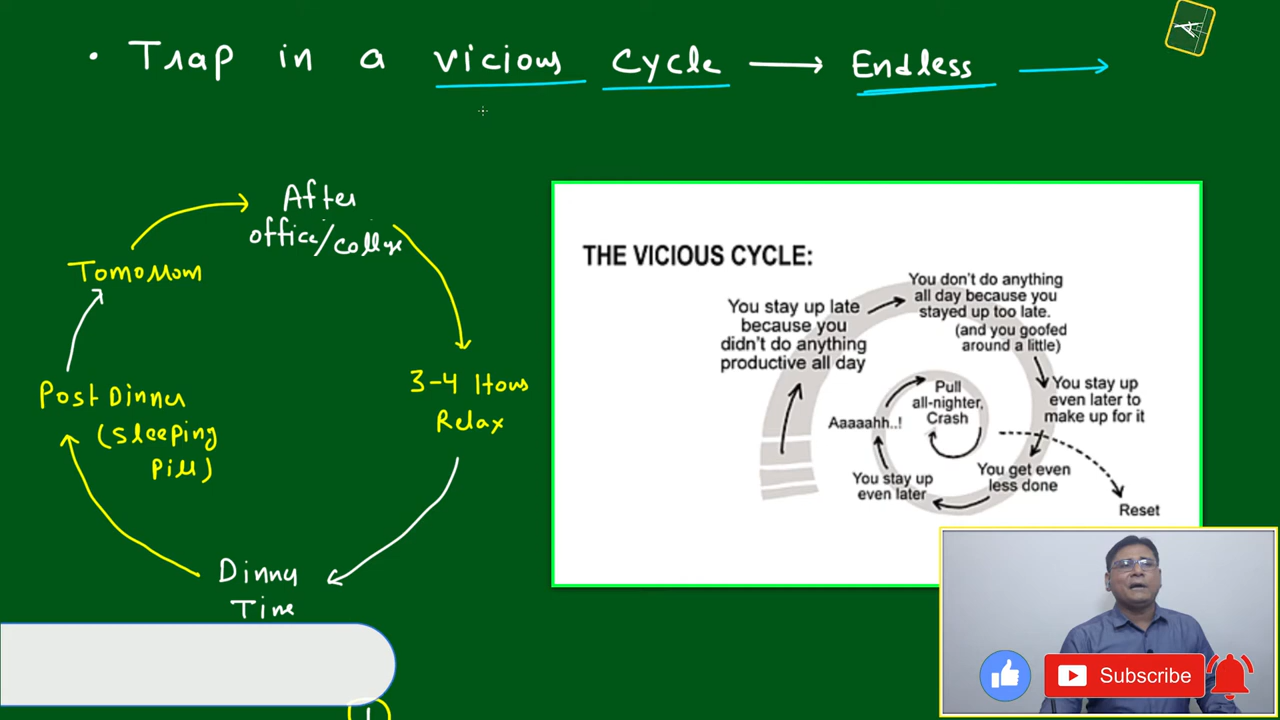 • Trap in a vicious cycle → Endless →
A
After
office/college
3-4 Hours
Relax
Dinner
Time
Post Dinner
(Sleeping
Pill)
Tomorrow
THE VICIOUS CYCLE:
You stay up late
because you
didn't do anything
productive all day
You don't do anything
all day because you
stayed up too late.
(and you goofed
around a little)
You stay up
even later to
make up for it
You get even
less done
You stay up
even later
Aaaaahh..!
Pull
all-nighter,
Crash
Reset
Subscribe